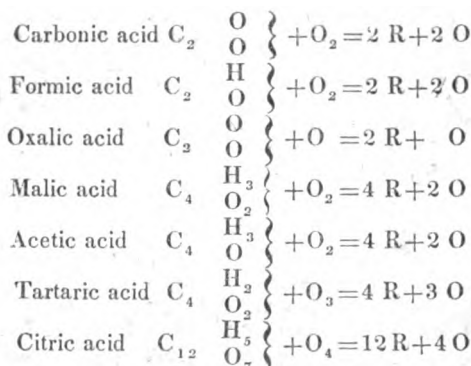 Carbonic acid C₂ O O } +O₂=2 R+2 O
Formic acid C₂ H O } +O₂=2 R+2 O
Oxalic acid C₂ O O } +O =2 R+ O
Malic acid C₄ H₃ O₂ } +O₂=4 R+2 O
Acetic acid C₄ H₃ O } +O₂=4 R+2 O
Tartaric acid C₄ H₂ O₂ } +O₃=4 R+3 O
Citric acid C₁₂ H₅ O } +O₄=12 R+4 O